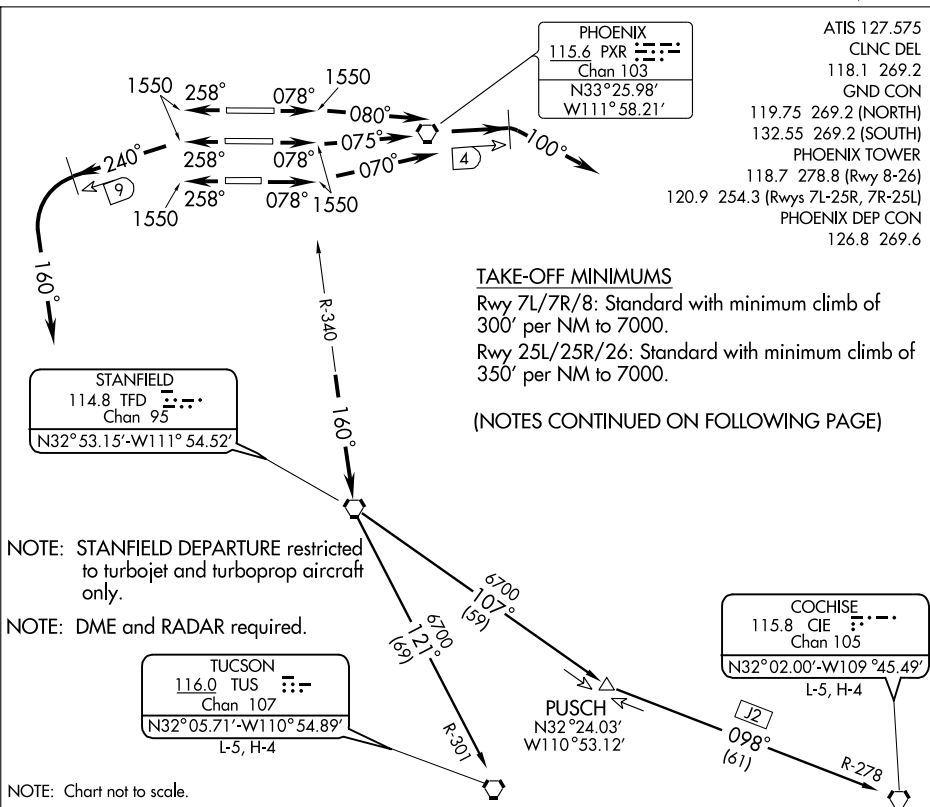 ATIS 127.575
CLNC DEL
118.1 269.2
GND CON
119.75 269.2 (NORTH)
132.55 269.2 (SOUTH)
PHOENIX TOWER
118.7 278.8 (Rwy 8-26)
120.9 254.3 (Rwys 7L-25R, 7R-25L)
PHOENIX DEP CON
126.8 269.6
PHOENIX
115.6 PXR
Chan 103
N33°25.98'
W111°58.21'
1550
258°
078°
1550
080°
240°
258°
078°
075°
4
100°
9
258°
078°
070°
1550
1550
160°
R-340
160°
TAKE-OFF MINIMUMS
Rwy 7L/7R/8: Standard with minimum climb of
300' per NM to 7000.
Rwy 25L/25R/26: Standard with minimum climb of
350' per NM to 7000.
(NOTES CONTINUED ON FOLLOWING PAGE)
STANFIELD
114.8 TFD
Chan 95
N32°53.15'-W111°54.52'
NOTE: STANFIELD DEPARTURE restricted
to turbojet and turboprop aircraft
only.
NOTE: DME and RADAR required.
6700
107°
(59)
6700
121°
(69)
R-301
TUCSON
116.0 TUS
Chan 107
N32°05.71'-W110°54.89'
L-5, H-4
PUSCH
N32°24.03'
W110°53.12'
J2
098°
(61)
R-278
COCHISE
115.8 CIE
Chan 105
N32°02.00'-W109°45.49'
L-5, H-4
NOTE: Chart not to scale.